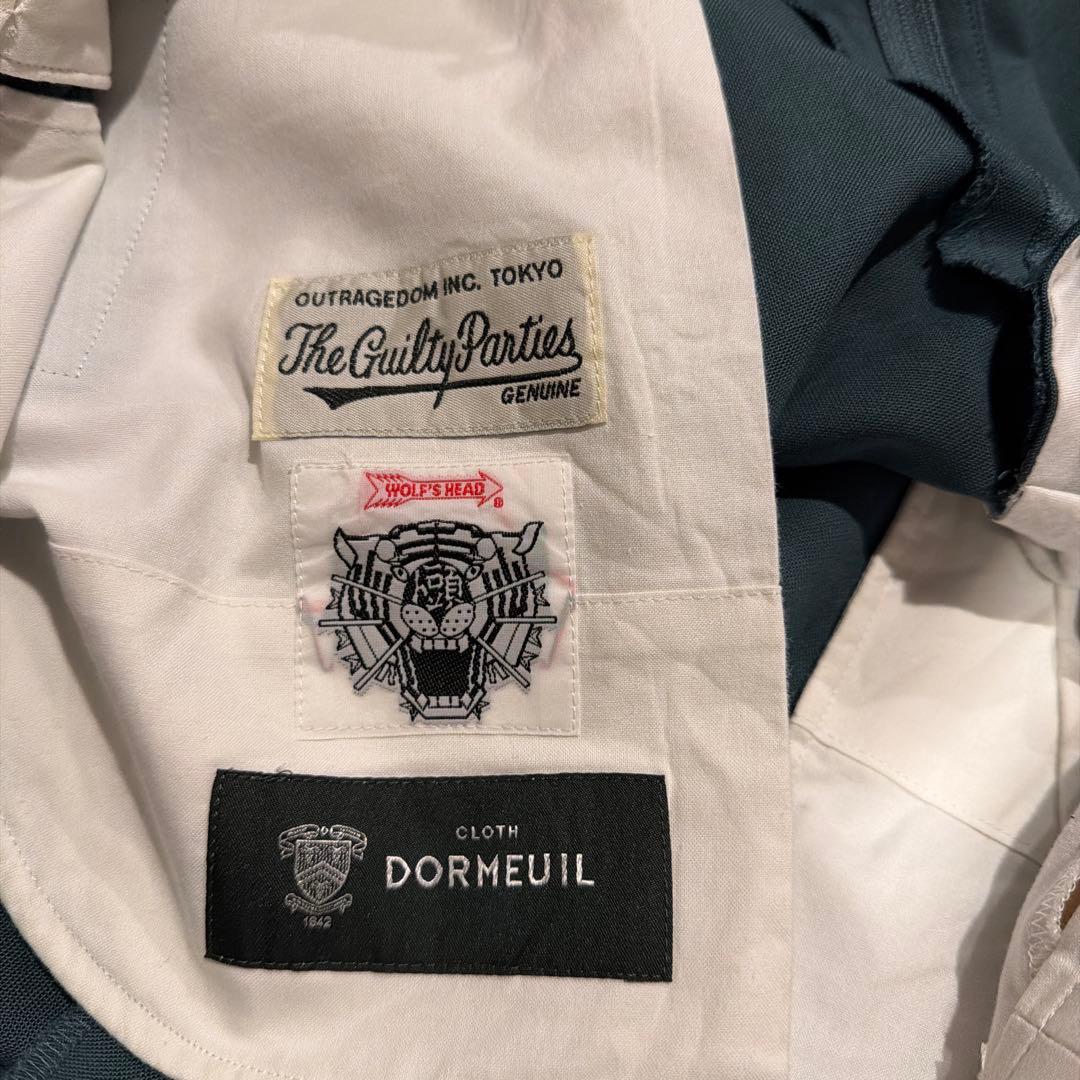 OUTRAGEDOM INC. TOKYO
The Guilty Parties
GENUINE
WOLF'S HEAD
®
CLOTH
DORMEUIL
D
1842